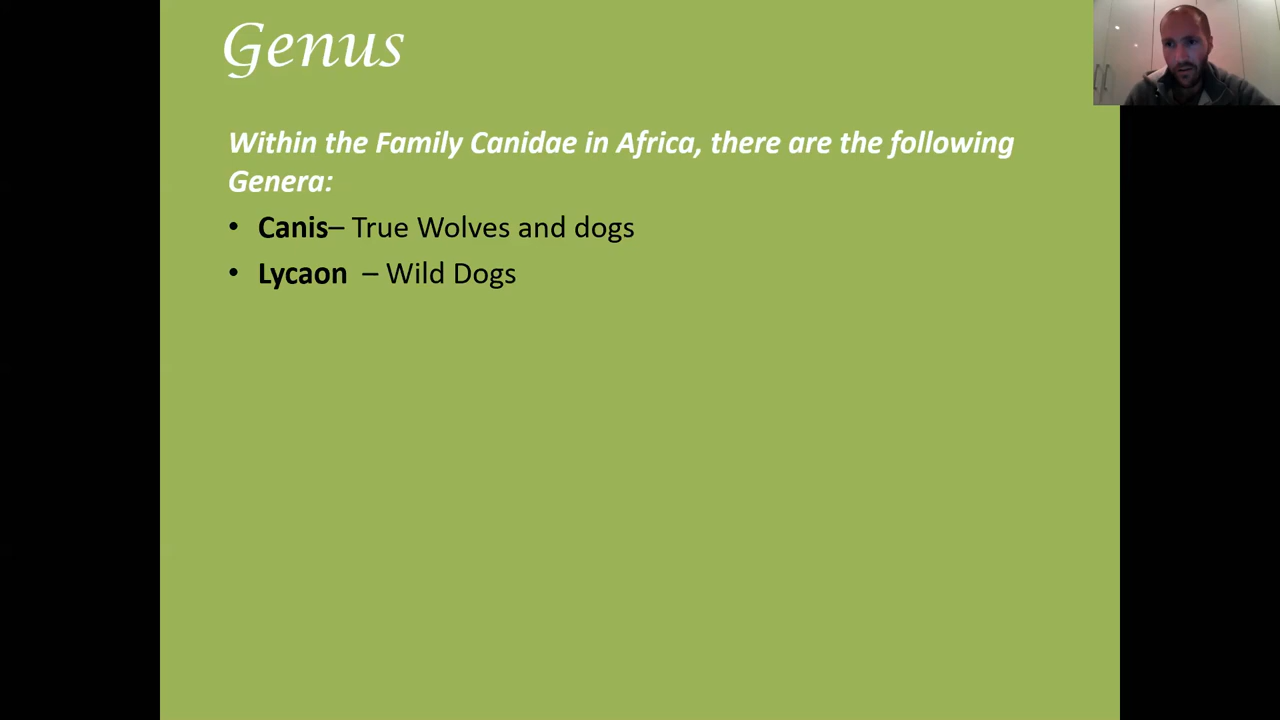 Genus
Within the Family Canidae in Africa, there are the following
Genera:
• Canis– True Wolves and dogs
• Lycaon – Wild Dogs